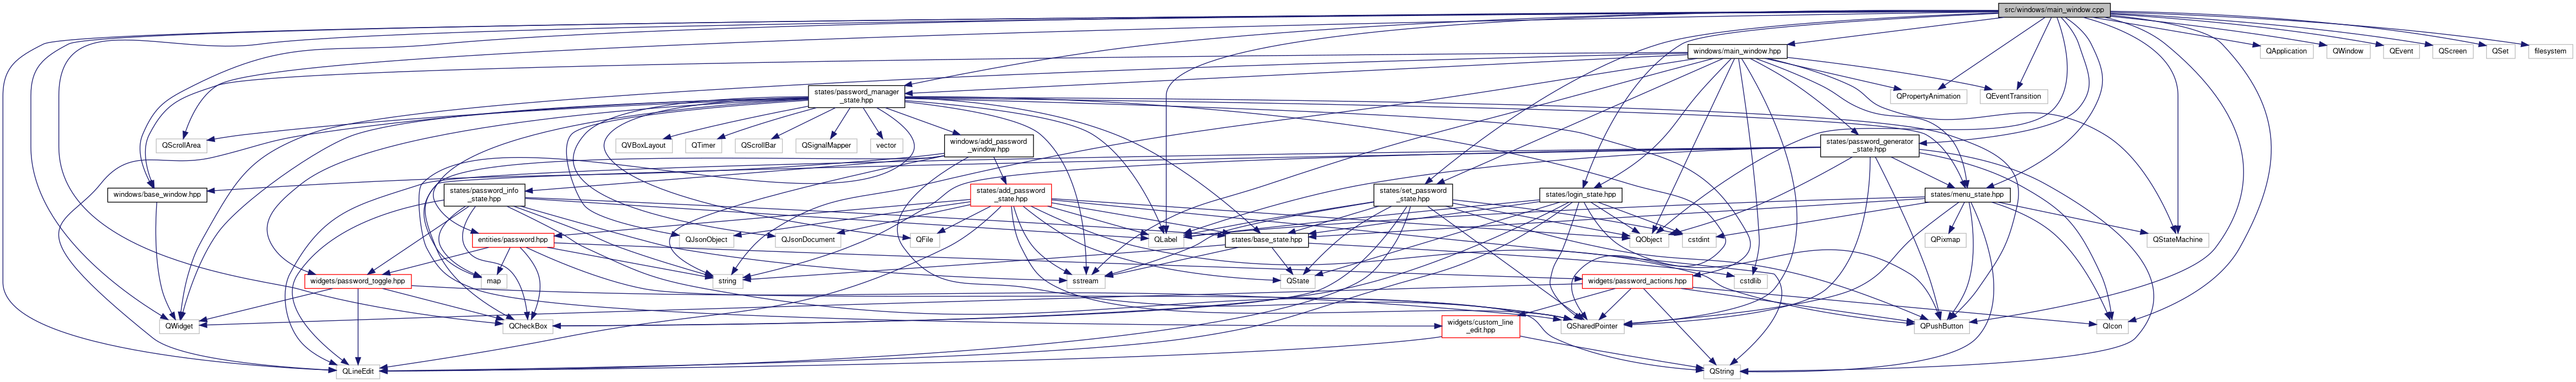 src/windows/main_window.cpp
windows/main_window.hpp
QApplication
QWindow
QEvent
QScreen
QSet
filesystem
states/password_manager
_state.hpp
QPropertyAnimation
QEventTransition
QScrollArea
QVBoxLayout
QTimer
QScrollBar
QSignalMapper
vector
windows/add_password
_window.hpp
states/password_generator
_state.hpp
windows/base_window.hpp
states/password_info
_state.hpp
states/add_password
_state.hpp
states/set_password
_state.hpp
states/login_state.hpp
states/menu_state.hpp
entities/password.hpp
QJsonObject
QJsonDocument
QFile
QLabel
states/base_state.hpp
QObject
cstdint
QPixmap
QStateMachine
widgets/password_toggle.hpp
map
string
sstream
QState
widgets/password_actions.hpp
cstdlib
QWidget
QCheckBox
widgets/custom_line
_edit.hpp
QSharedPointer
QPushButton
QIcon
QLineEdit
QString